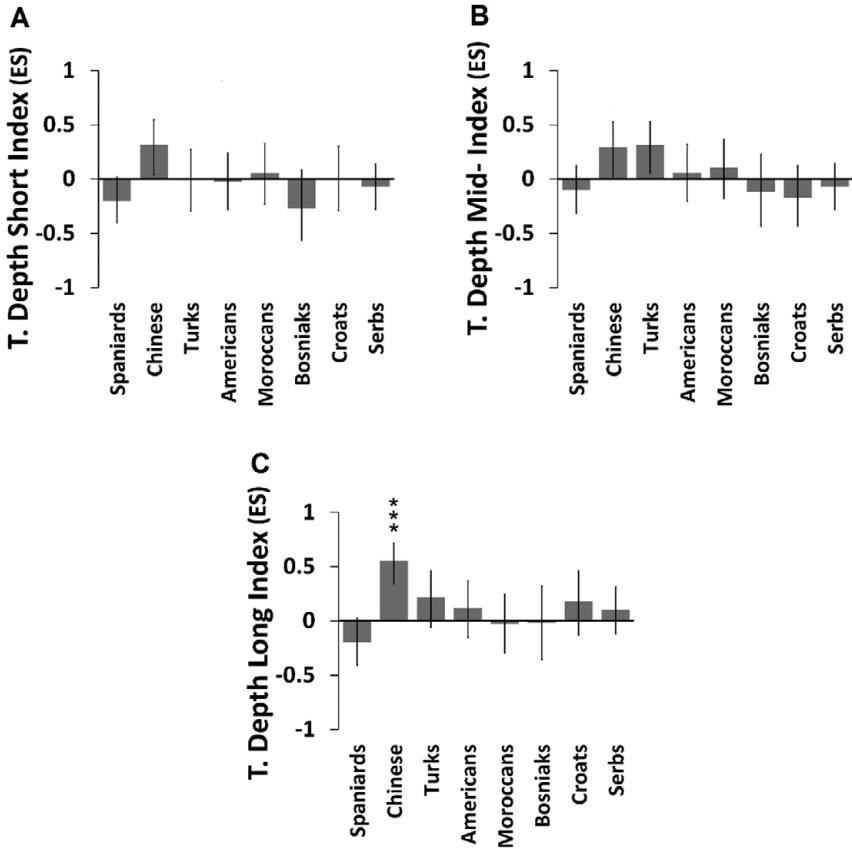 A
T. Depth Short Index (ES)
1
0.5
0
-0.5
-1
Spaniards
Chinese
Turks
Americans
Moroccans
Bosniaks
Croats
Serbs
B
T. Depth Mid- Index (ES)
1
0.5
0
-0.5
-1
Spaniards
Chinese
Turks
Americans
Moroccans
Bosniaks
Croats
Serbs
C
T. Depth Long Index (ES)
1
0.5
0
-0.5
-1
***
Spaniards
Chinese
Turks
Americans
Moroccans
Bosniaks
Croats
Serbs